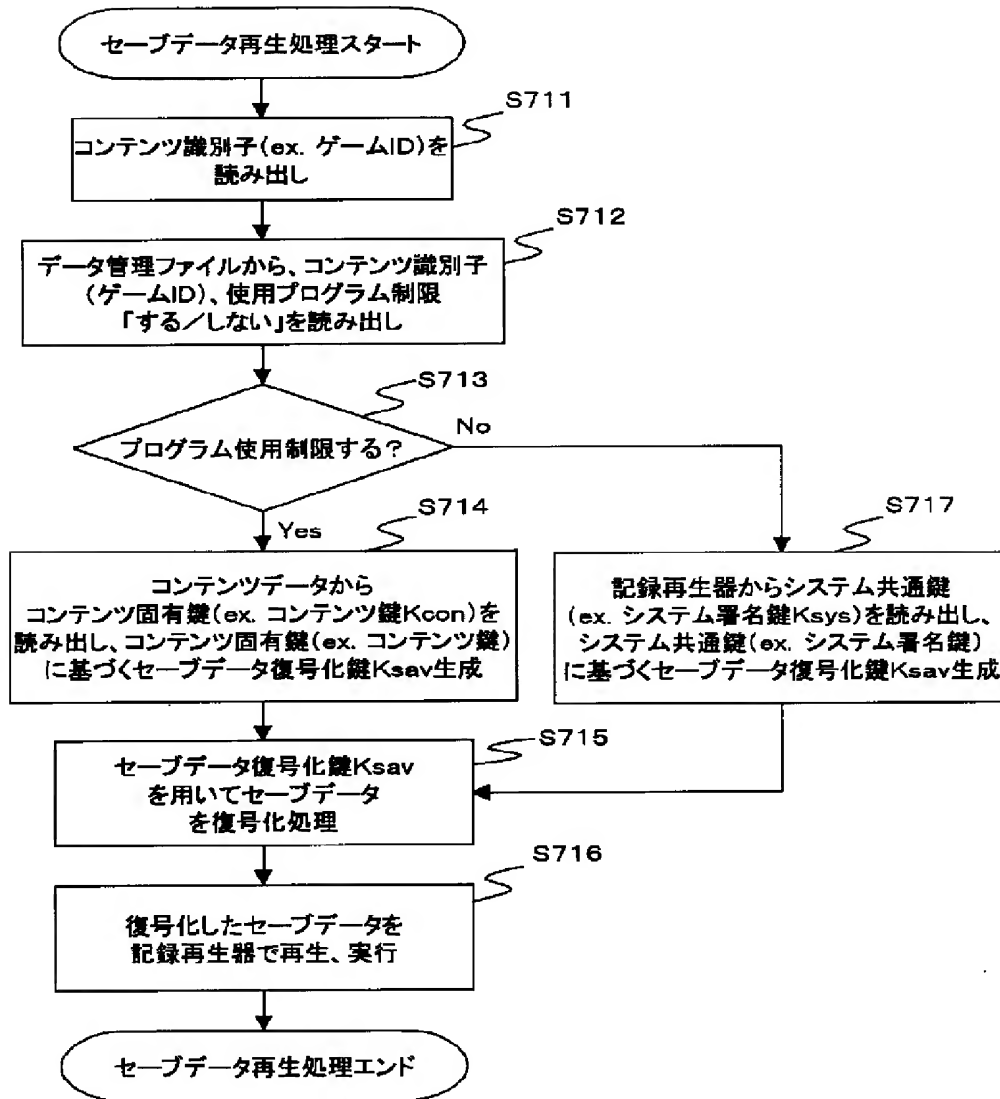 セーブデータ再生処理スタート
S711
コンテンツ識別子(ex. ゲームID)を
読み出し
S712
データ管理ファイルから、コンテンツ識別子
(ゲームID)、使用プログラム制限
「する／しない」を読み出し
S713
プログラム使用制限する？
No
Yes
S714
コンテンツデータから
コンテンツ固有鍵(ex. コンテンツ鍵Kcon)を
読み出し、コンテンツ固有鍵(ex. コンテンツ鍵)
に基づくセーブデータ復号化鍵Ksav生成
S717
記録再生器からシステム共通鍵
(ex. システム署名鍵Ksys)を読み出し、
システム共通鍵(ex. システム署名鍵)
に基づくセーブデータ復号化鍵Ksav生成
S715
セーブデータ復号化鍵Ksav
を用いてセーブデータ
を復号化処理
S716
復号化したセーブデータを
記録再生器で再生、実行
セーブデータ再生処理エンド